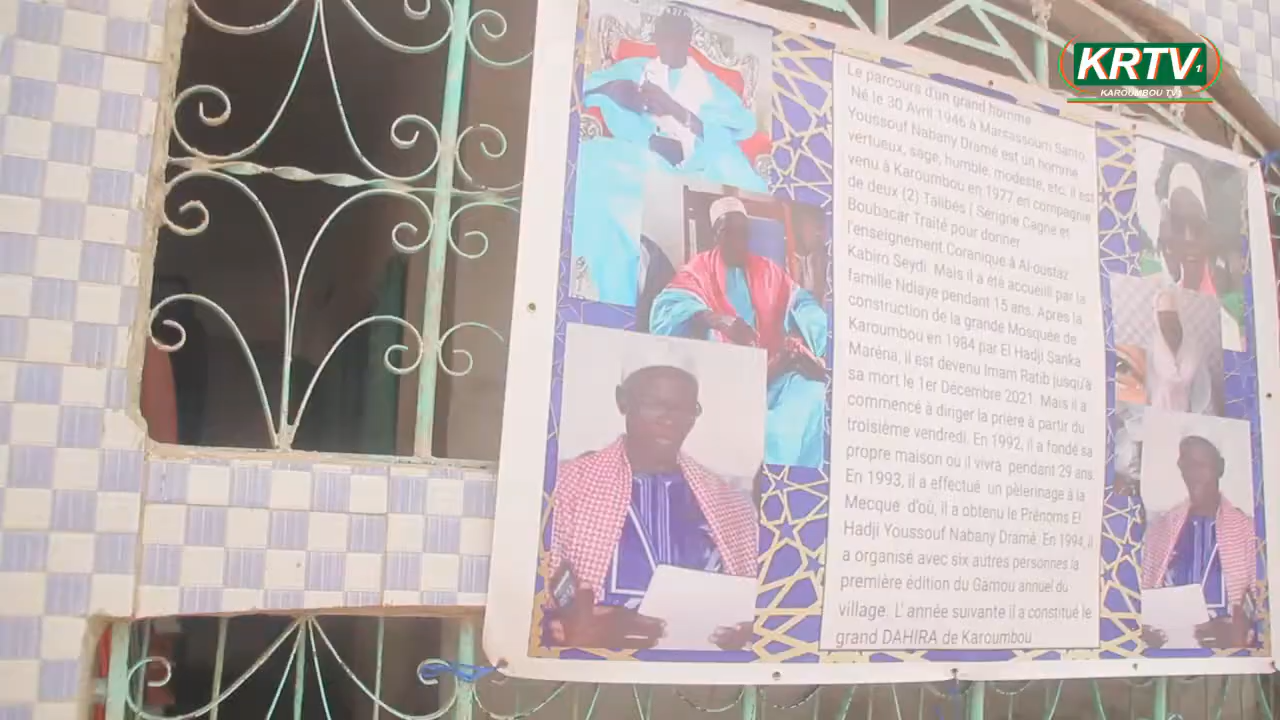 KRTV
KAROUMBOU TV
Le parcours d'un grand homme
Né le 30 Avril 1946 à Marsassoum Santo,
Youssouf Nabany Dramé est un homme
vertueux, sage, humble, modeste, etc. il est
venu à Karoumbou en 1977 en compagnie
de deux (2) Talibés ( Serigne Cagne et
Boubacar Traité pour donner
l'enseignement Coranique à Al-oustaz
Kabiro Seydi. Mais il a été accueilli par la
famille Ndiaye pendant 15 ans. Après la
construction de la grande Mosquée de
Karoumbou en 1984 par El Hadji Sanka
Maréna, il est devenu Imam Ratib jusqu'a
sa mort le 1er Décembre 2021. Mais il a
commencé à diriger la prière à partir du
troisième vendredi. En 1992, il a fondé sa
propre maison ou il vivra pendant 29 ans.
En 1993, il a effectué un pèlerinage à la
Mecque d'où, il a obtenu le Prénoms El
Hadji Youssouf Nabany Dramé. En 1994, il
a organisé avec six autres personnes la
première édition du Gamou annuel du
village. L' année suivante il a constitué le
grand DAHIRA de Karoumbou